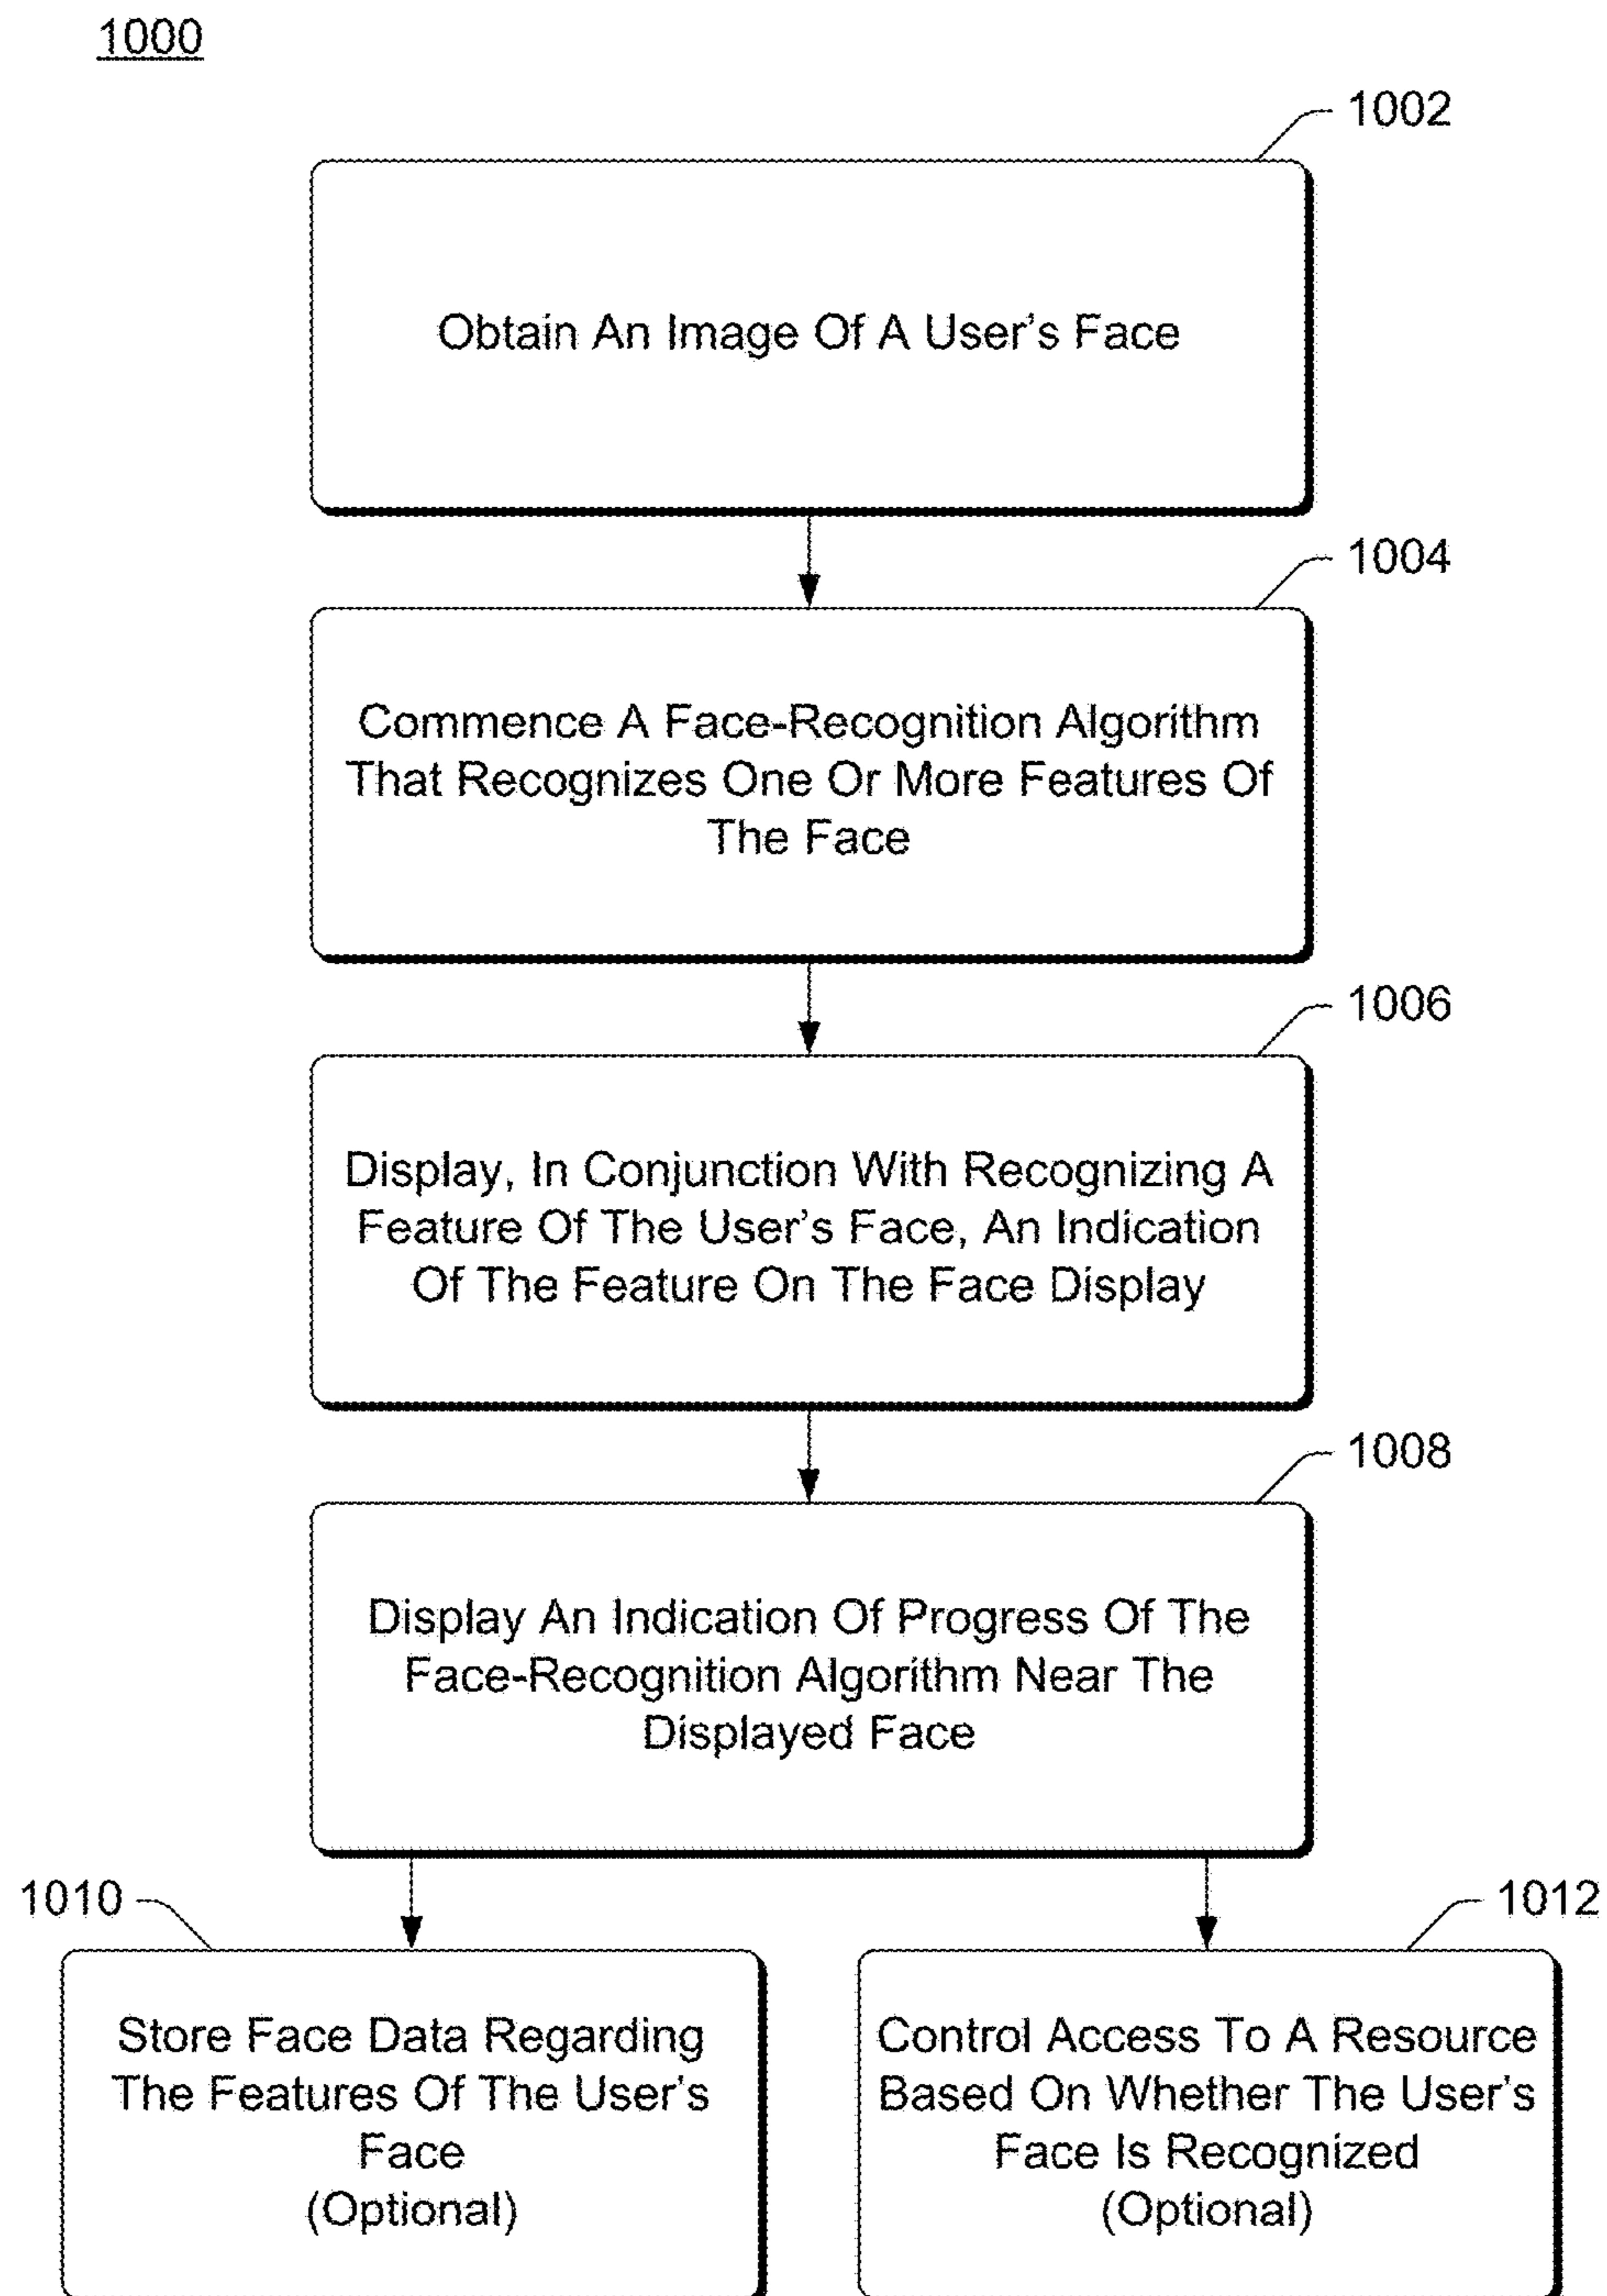 1000
1002
Obtain An Image Of A User's Face
1004
Commence A Face-Recognition Algorithm
That Recognizes One Or More Features Of
The Face
1006
Display, In Conjunction With Recognizing A
Feature Of The User's Face, An Indication
Of The Feature On The Face Display
1008
Display An Indication Of Progress Of The
Face-Recognition Algorithm Near The
Displayed Face
1010
Store Face Data Regarding
The Features Of The User's
Face
(Optional)
1012
Control Access To A Resource
Based On Whether The User's
Face Is Recognized
(Optional)